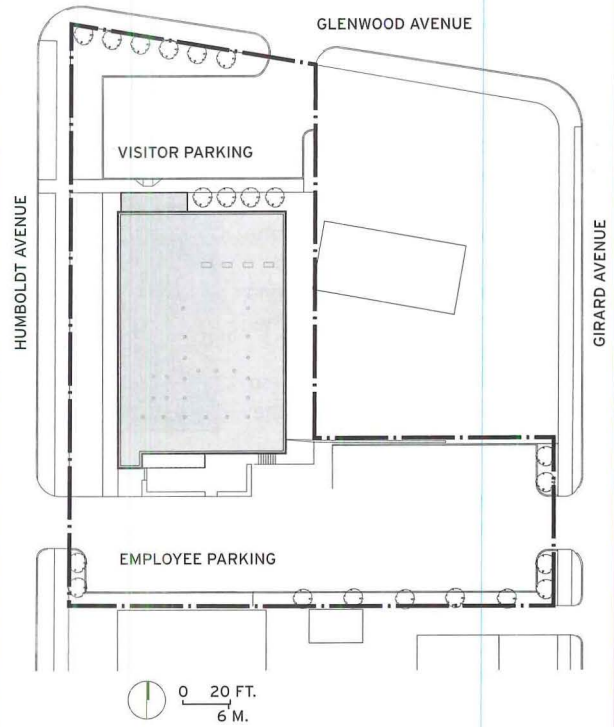 GLENWOOD AVENUE
VISITOR PARKING
HUMBOLDT AVENUE
GIRARD AVENUE
EMPLOYEE PARKING
0 20 FT.
6 M.